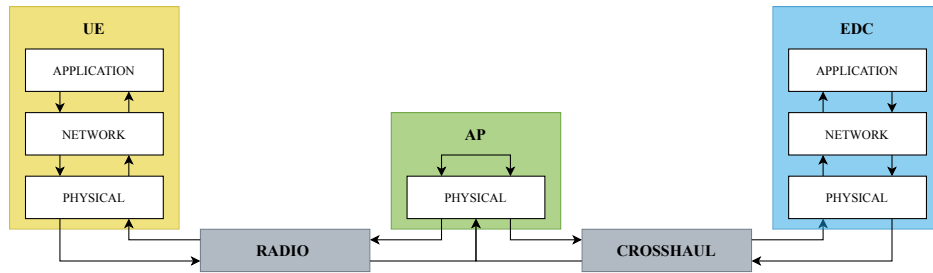 UE
APPLICATION
NETWORK
PHYSICAL
AP
PHYSICAL
EDC
APPLICATION
NETWORK
PHYSICAL
RADIO
CROSSHAUL